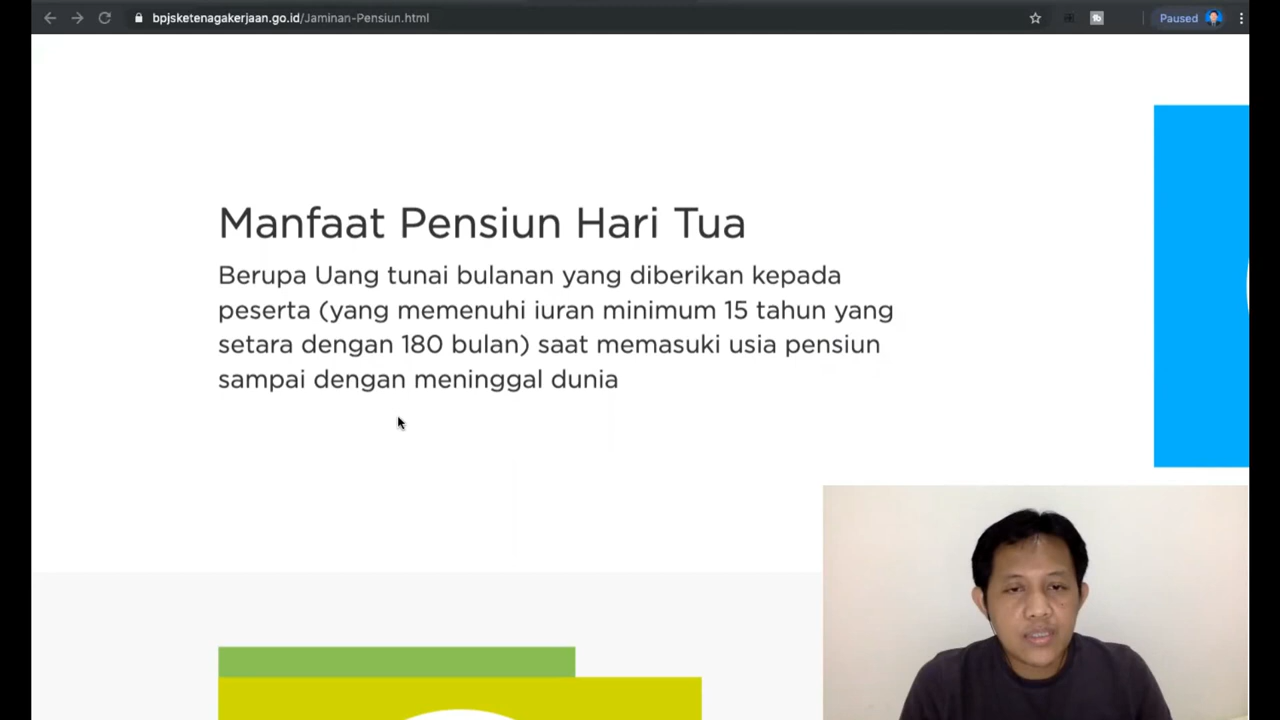 bpjsketenagakerjaan.go.id/Jaminan-Pensiun.html
Paused
Manfaat Pensiun Hari Tua
Berupa Uang tunai bulanan yang diberikan kepada
peserta (yang memenuhi iuran minimum 15 tahun yang
setara dengan 180 bulan) saat memasuki usia pensiun
sampai dengan meninggal dunia